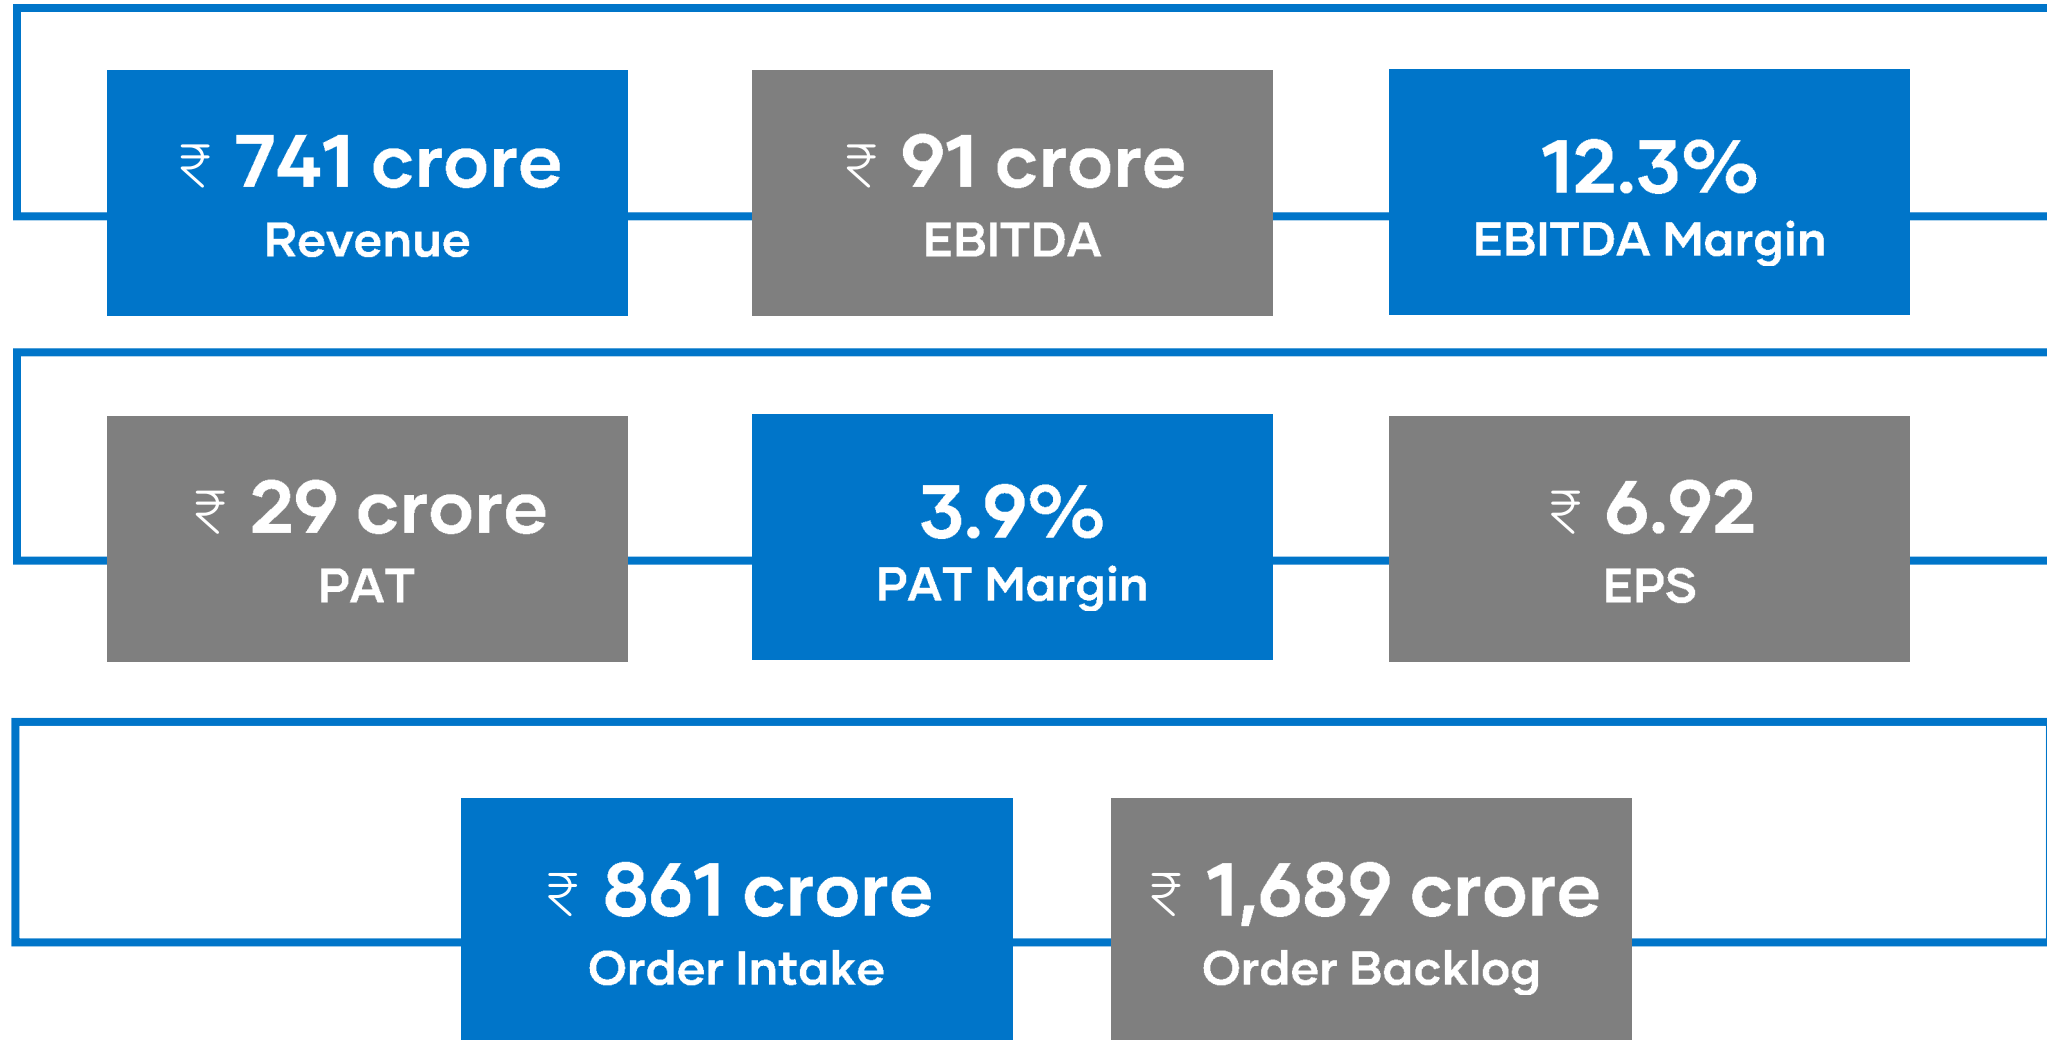 ₹ 741 crore
Revenue
₹ 91 crore
EBITDA
12.3%
EBITDA Margin
₹ 29 crore
PAT
3.9%
PAT Margin
₹ 6.92
EPS
₹ 861 crore
Order Intake
₹ 1,689 crore
Order Backlog